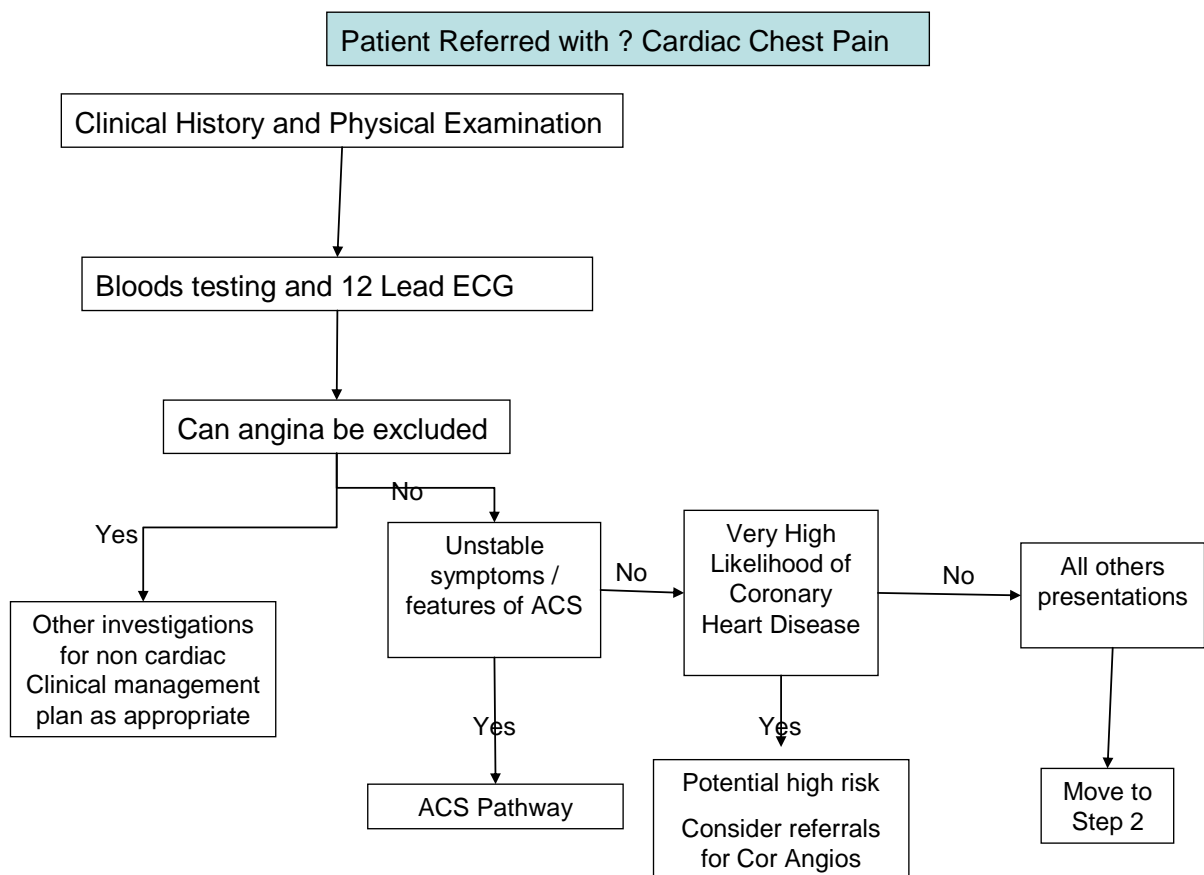 Patient Referred with ? Cardiac Chest Pain
Clinical History and Physical Examination
Bloods testing and 12 Lead ECG
Can angina be excluded
No
Yes
Unstable
symptoms /
features of ACS
No
Very High
Likelihood of
Coronary
Heart Disease
No
All others
presentations
Other investigations
for non cardiac
Clinical management
plan as appropriate
Yes
Yes
ACS Pathway
Potential high risk
Consider referrals
for Cor Angios
Move to
Step 2